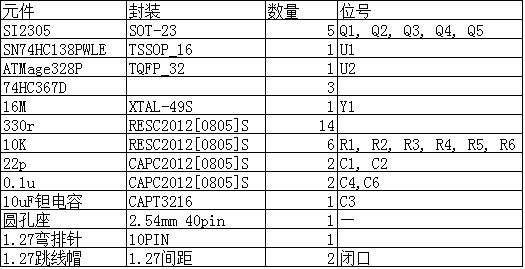 元件 封装 数量 位号
SI2305 SOT-23 5 Q1, Q2, Q3, Q4, Q5
SN74HC138PWLE TSSOP_16 1 U1
ATMage328P TQFP_32 1 U2
74HC367D 3
16M XTAL-49S 1 Y1
330r RESC2012[0805]S 14
10K RESC2012[0805]S 6 R1, R2, R3, R4, R5, R6
22p CAPC2012[0805]S 2 C1, C2
0.1u CAPC2012[0805]S 2 C4,C6
10uF钽电容 CAPT3216 1 C3
圆孔座 2.54mm 40pin 1 一
1.27弯排针 10PIN 1
1.27跳线帽 1.27间距 2 闭口